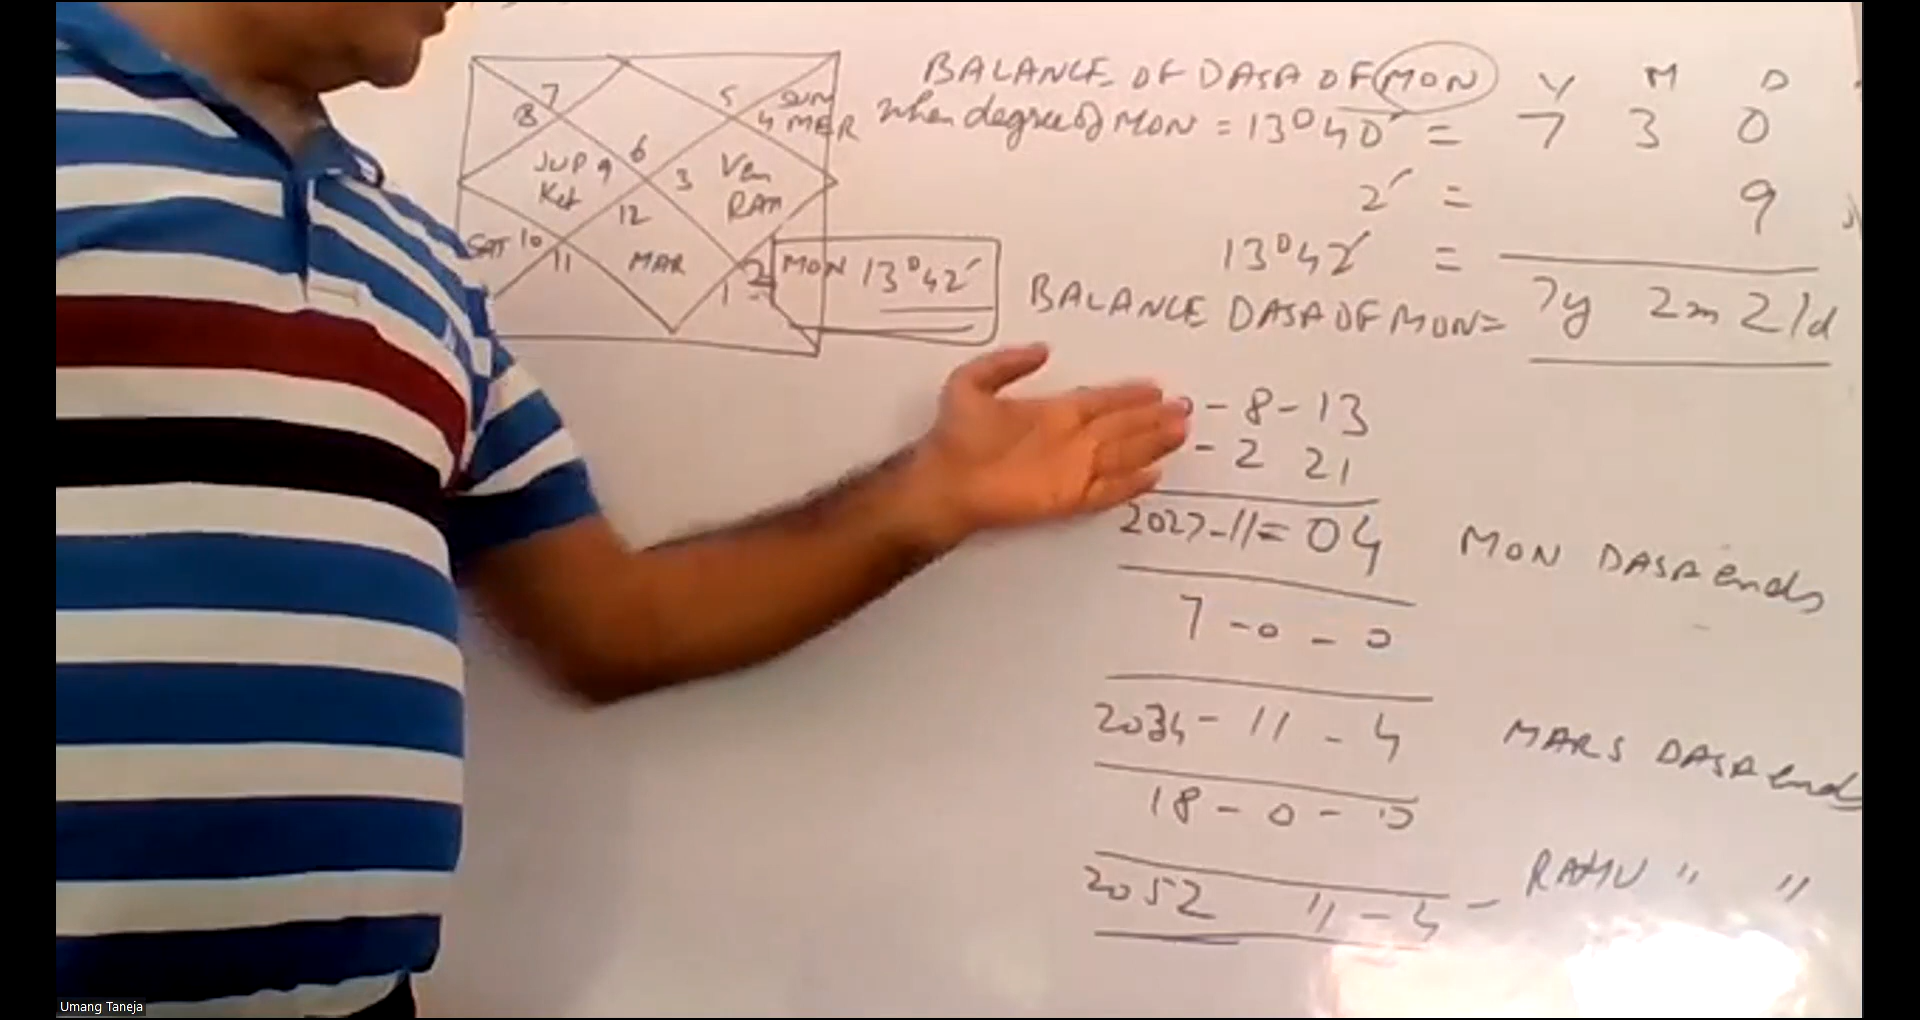 BALANCE OF DASA OF MON Y M D
when degree of MON = 13°40' = 7 3 0
2' = 9
13°42' =
BALANCE DASA OF MON = 7y 2m 21d
7
8
5
SUN
4 MER
6
JUP 9
Ket
3 Ven
RAH
12
SAT 10
11
MAR
2 MON 13°42'
1
- 8 - 13
- 2 21
2027-11=04 MON DASA ends
7-0-0
2034-11-4 MARS DASA ends
18-0-0
2052 11-4- RAHU " "
Umang Taneja